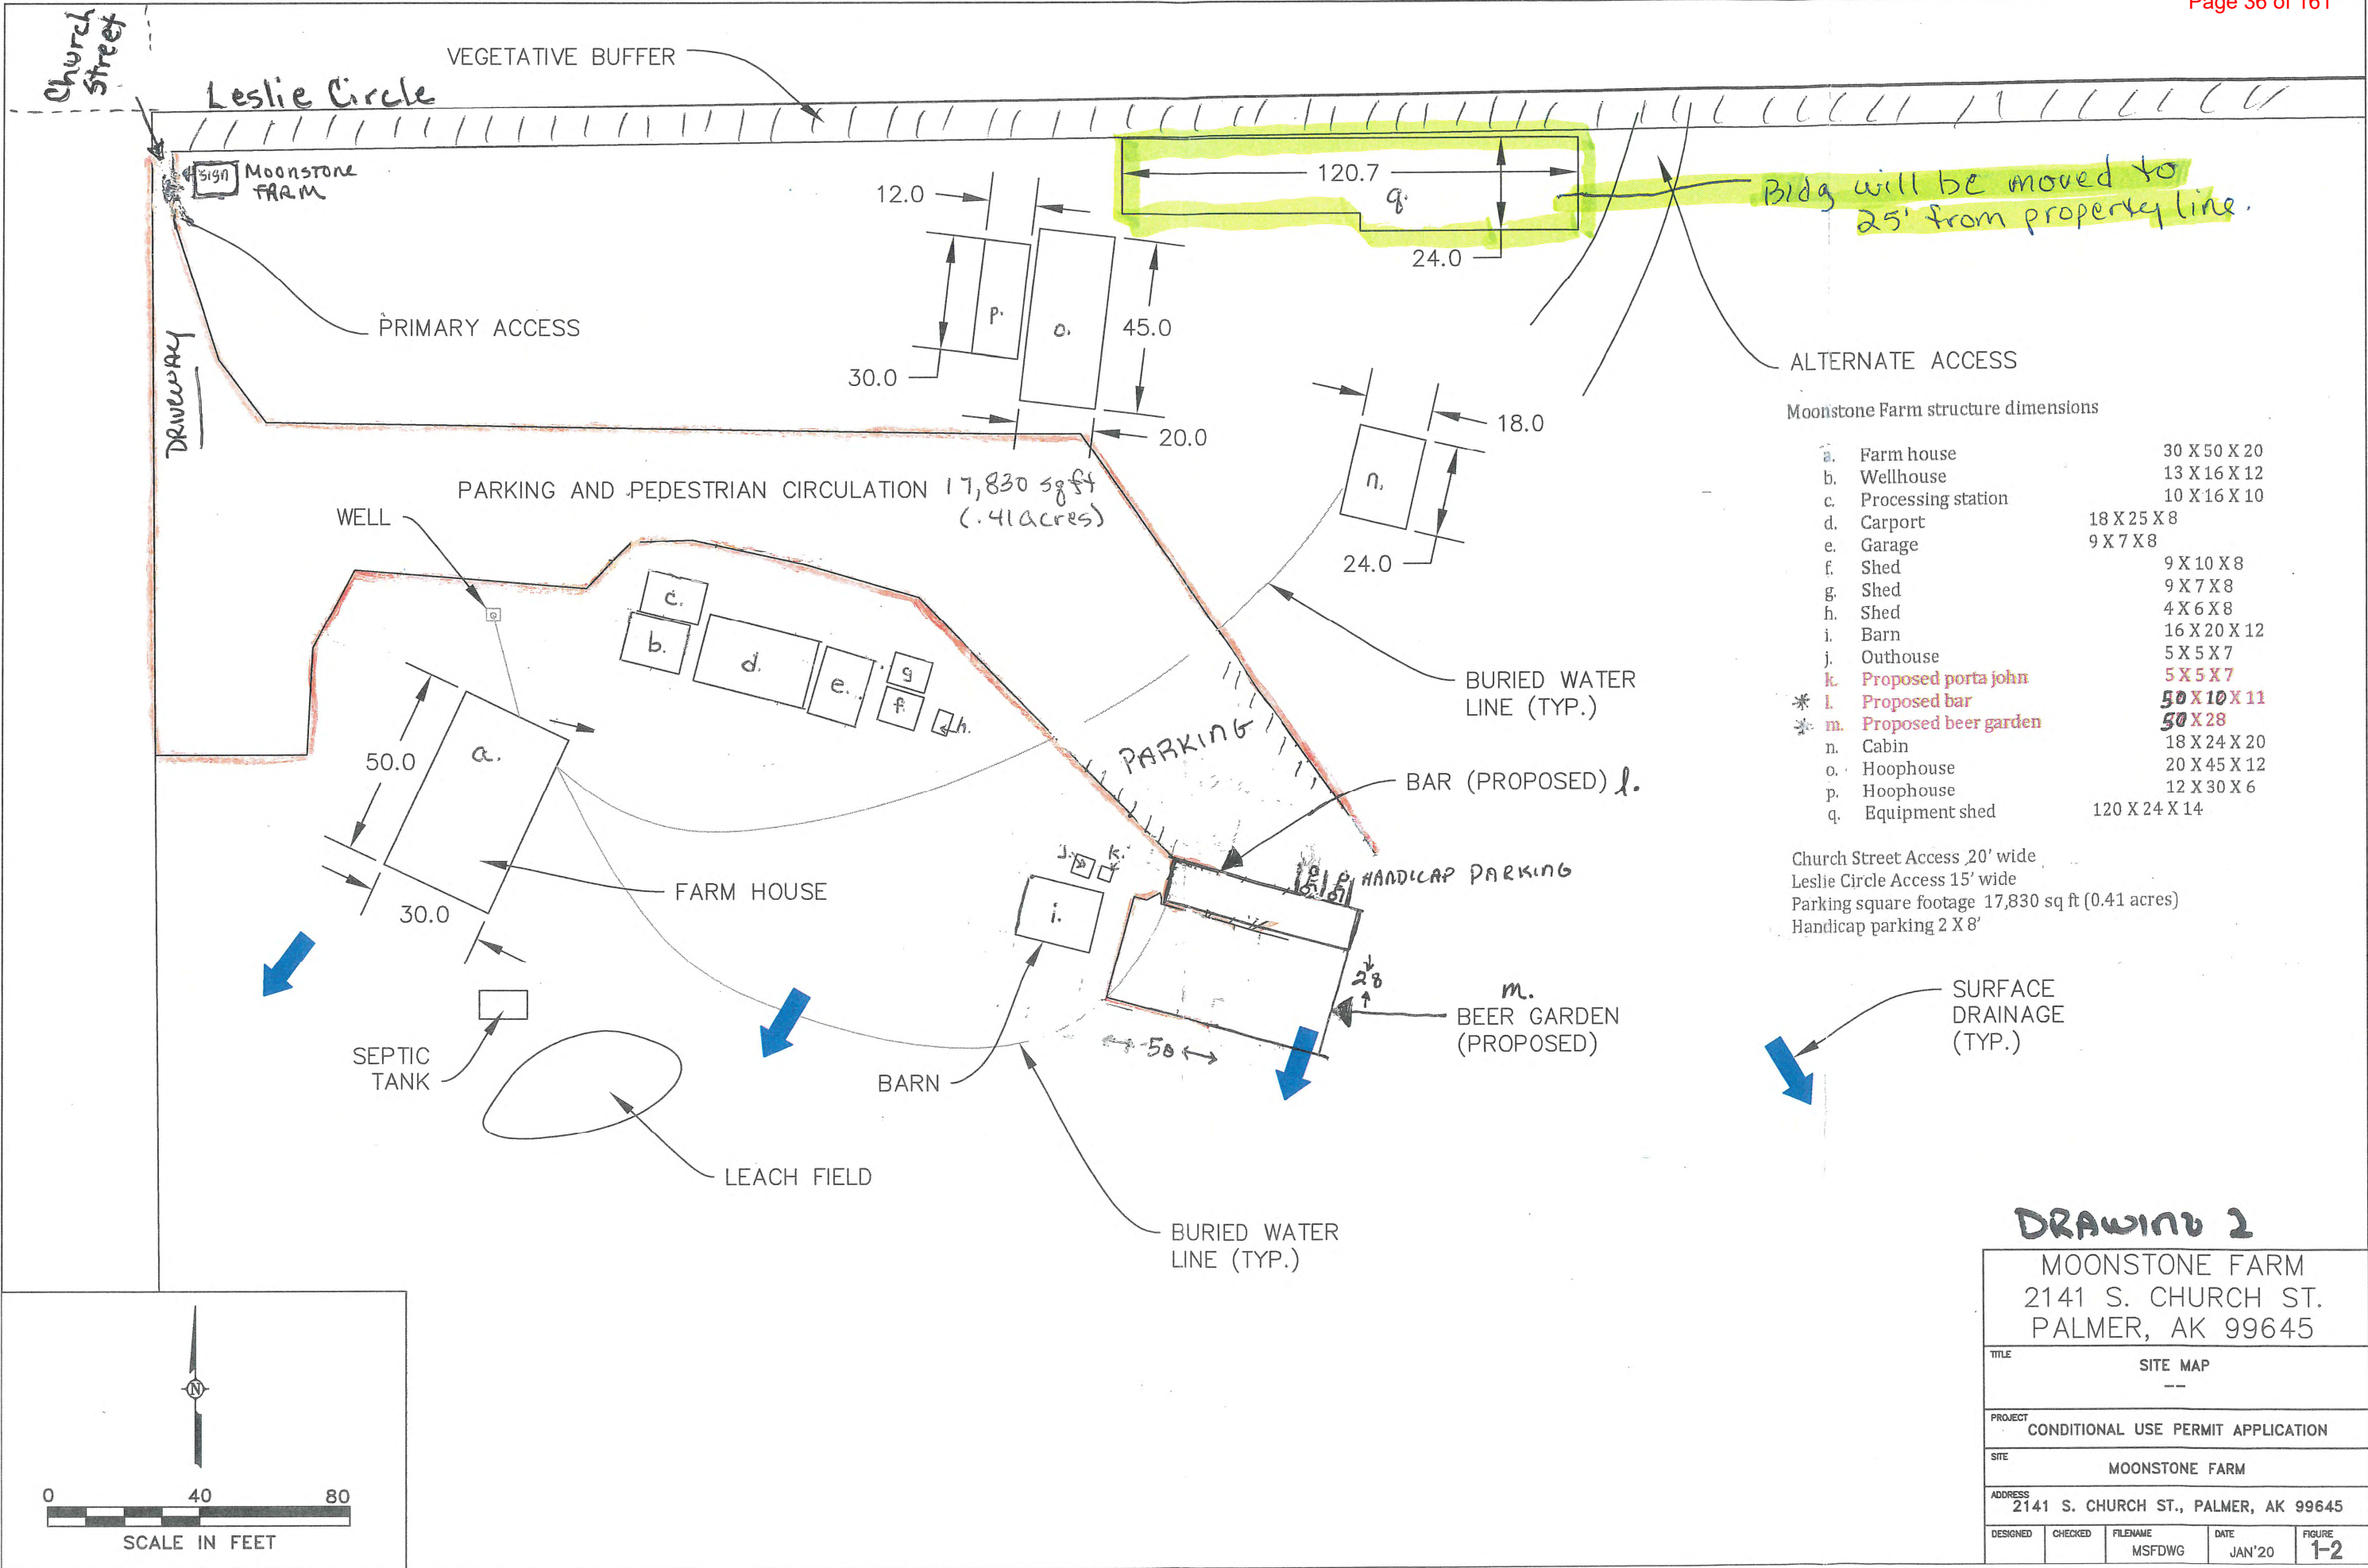 Page 36 of 161
Church
Street
VEGETATIVE BUFFER
Leslie Circle
sign
MOONSTONE
FARM
120.7
q.
Bldg will be moved to
25' from property line.
12.0
24.0
PRIMARY ACCESS
p.
o.
45.0
30.0
20.0
DRIVEWAY
18.0
n.
24.0
ALTERNATE ACCESS
PARKING AND PEDESTRIAN CIRCULATION 17,830 sq ft
(.41 acres)
WELL
c.
b.
d.
e.
g
f.
h.
BURIED WATER
LINE (TYP.)
PARKING
BAR (PROPOSED) l.
50.0
a.
FARM HOUSE
30.0
j.
k.
i.
HANDICAP PARKING
28
m.
BEER GARDEN
(PROPOSED)
50
SEPTIC
TANK
BARN
LEACH FIELD
BURIED WATER
LINE (TYP.)
Moonstone Farm structure dimensions
a. Farm house 30 X 50 X 20
b. Wellhouse 13 X 16 X 12
c. Processing station 10 X 16 X 10
d. Carport 18 X 25 X 8
e. Garage 9 X 7 X 8
f. Shed 9 X 10 X 8
g. Shed 9 X 7 X 8
h. Shed 4 X 6 X 8
i. Barn 16 X 20 X 12
j. Outhouse 5 X 5 X 7
k. Proposed porta john 5 X 5 X 7
* l. Proposed bar 50 X 10 X 11
* m. Proposed beer garden 50 X 28
n. Cabin 18 X 24 X 20
o. Hoophouse 20 X 45 X 12
p. Hoophouse 12 X 30 X 6
q. Equipment shed 120 X 24 X 14
Church Street Access 20' wide
Leslie Circle Access 15' wide
Parking square footage 17,830 sq ft (0.41 acres)
Handicap parking 2 X 8'
SURFACE
DRAINAGE
(TYP.)
N
0 40 80
SCALE IN FEET
DRAWING 2
MOONSTONE FARM
2141 S. CHURCH ST.
PALMER, AK 99645
TITLE
SITE MAP
--
PROJECT
CONDITIONAL USE PERMIT APPLICATION
SITE
MOONSTONE FARM
ADDRESS
2141 S. CHURCH ST., PALMER, AK 99645
DESIGNED CHECKED FILENAME DATE FIGURE
MSFDWG JAN'20 1-2